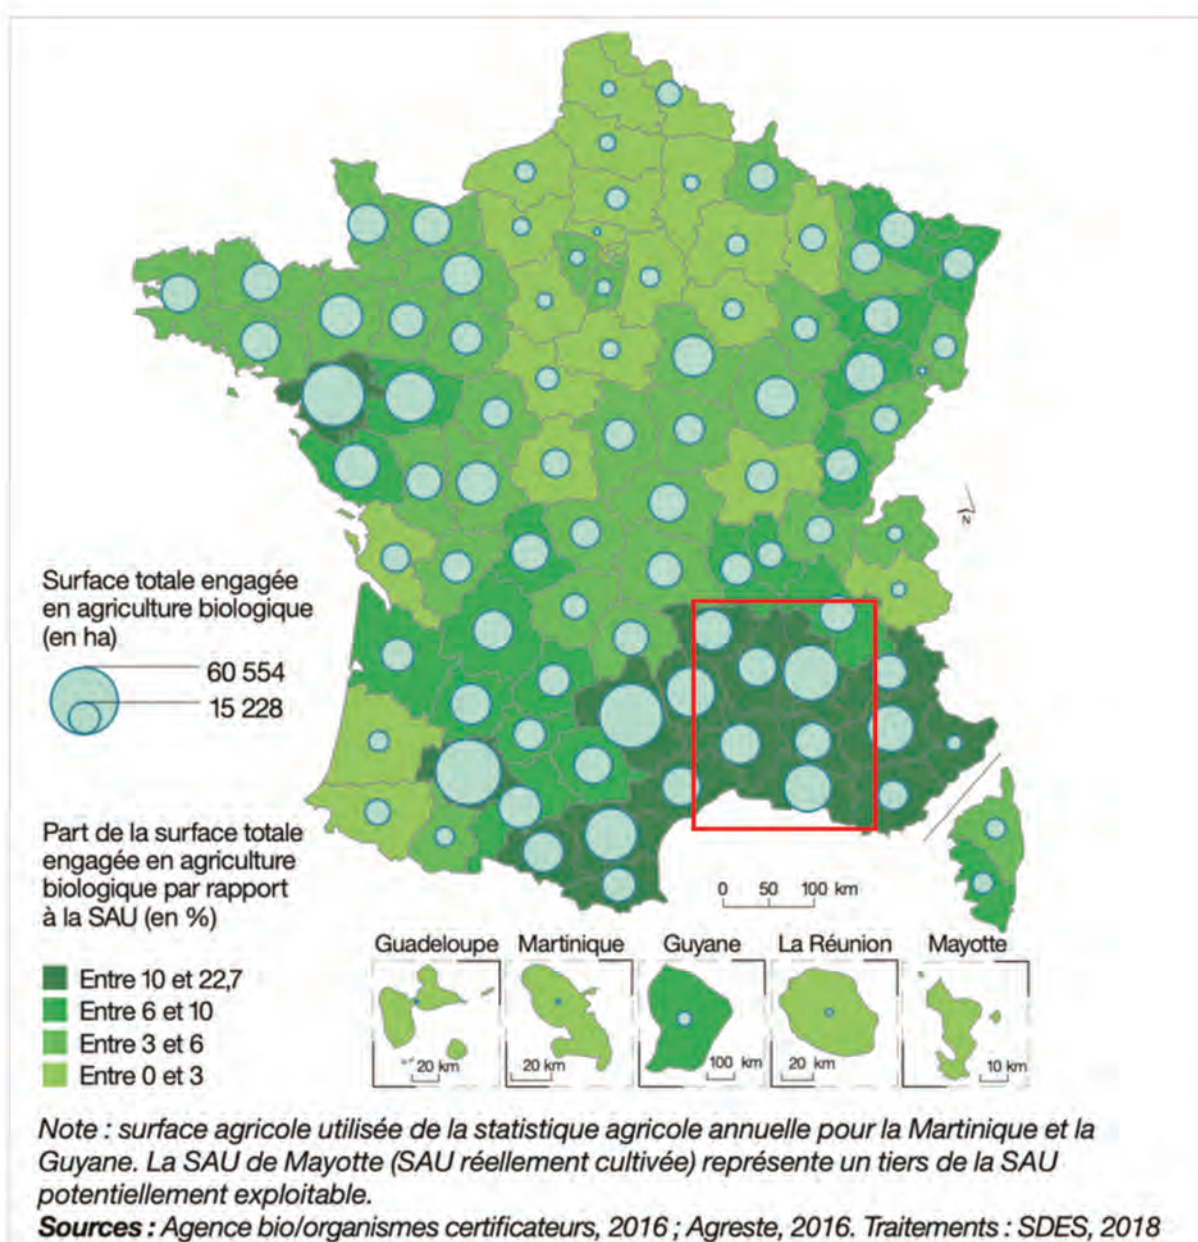 Surface totale engagée
en agriculture biologique
(en ha)
60 554
15 228
Part de la surface totale
engagée en agriculture
biologique par rapport
à la SAU (en %)
Entre 10 et 22,7
Entre 6 et 10
Entre 3 et 6
Entre 0 et 3
N
0 50 100 km
Guadeloupe
20 km
Martinique
20 km
Guyane
100 km
La Réunion
20 km
Mayotte
10 km
Note : surface agricole utilisée de la statistique agricole annuelle pour la Martinique et la
Guyane. La SAU de Mayotte (SAU réellement cultivée) représente un tiers de la SAU
potentiellement exploitable.
Sources : Agence bio/organismes certificateurs, 2016 ; Agreste, 2016. Traitements : SDES, 2018